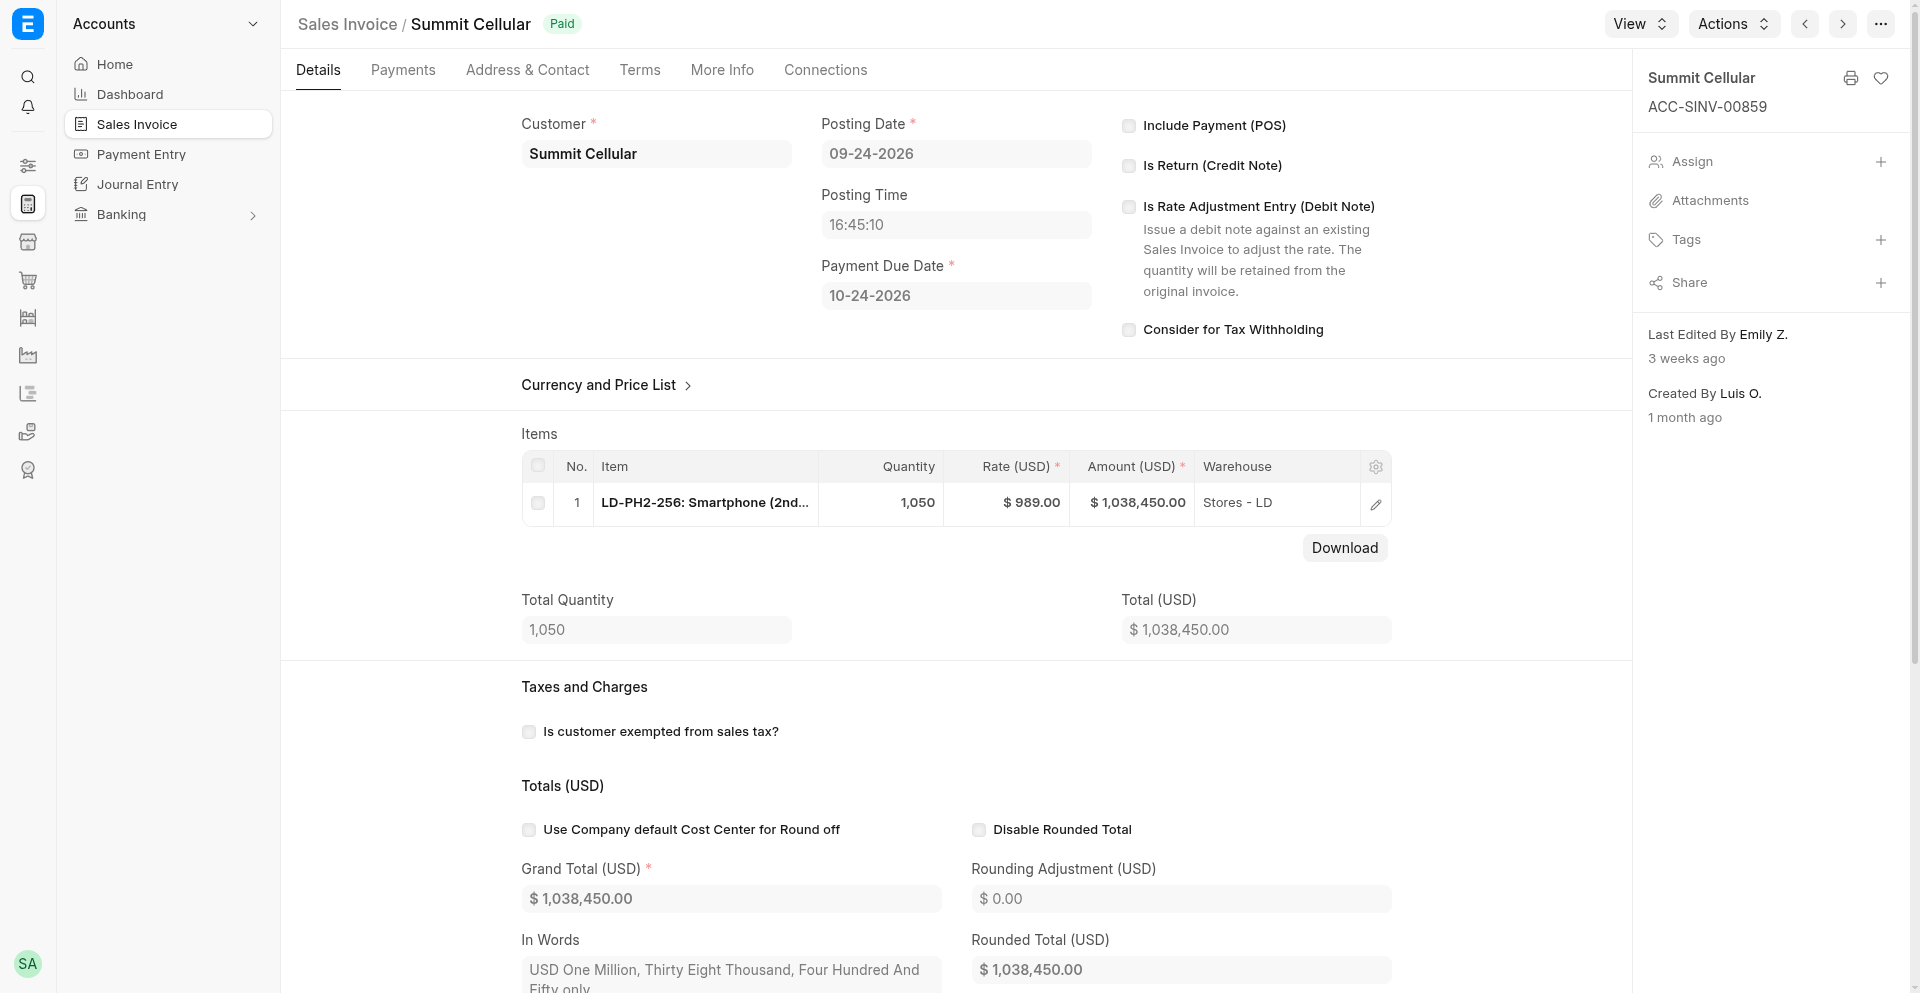 Accounts
Home
Dashboard
Sales Invoice
Payment Entry
Journal Entry
Banking
SA
Sales Invoice / Summit Cellular Paid
View
Actions
Details Payments Address & Contact Terms More Info Connections
Customer *
Summit Cellular
Posting Date *
09-24-2026
Posting Time
16:45:10
Payment Due Date *
10-24-2026
Include Payment (POS)
Is Return (Credit Note)
Is Rate Adjustment Entry (Debit Note)
Issue a debit note against an existing
Sales Invoice to adjust the rate. The
quantity will be retained from the
original invoice.
Consider for Tax Withholding
Currency and Price List
Items
No. Item Quantity Rate (USD) * Amount (USD) * Warehouse
1 LD-PH2-256: Smartphone (2nd... 1,050 $ 989.00 $ 1,038,450.00 Stores - LD
Download
Total Quantity
1,050
Total (USD)
$ 1,038,450.00
Taxes and Charges
Is customer exempted from sales tax?
Totals (USD)
Use Company default Cost Center for Round off
Disable Rounded Total
Grand Total (USD) *
$ 1,038,450.00
Rounding Adjustment (USD)
$ 0.00
In Words
USD One Million, Thirty Eight Thousand, Four Hundred And
Fifty only.
Rounded Total (USD)
$ 1,038,450.00
Summit Cellular
ACC-SINV-00859
Assign
Attachments
Tags
Share
Last Edited By Emily Z.
3 weeks ago
Created By Luis O.
1 month ago